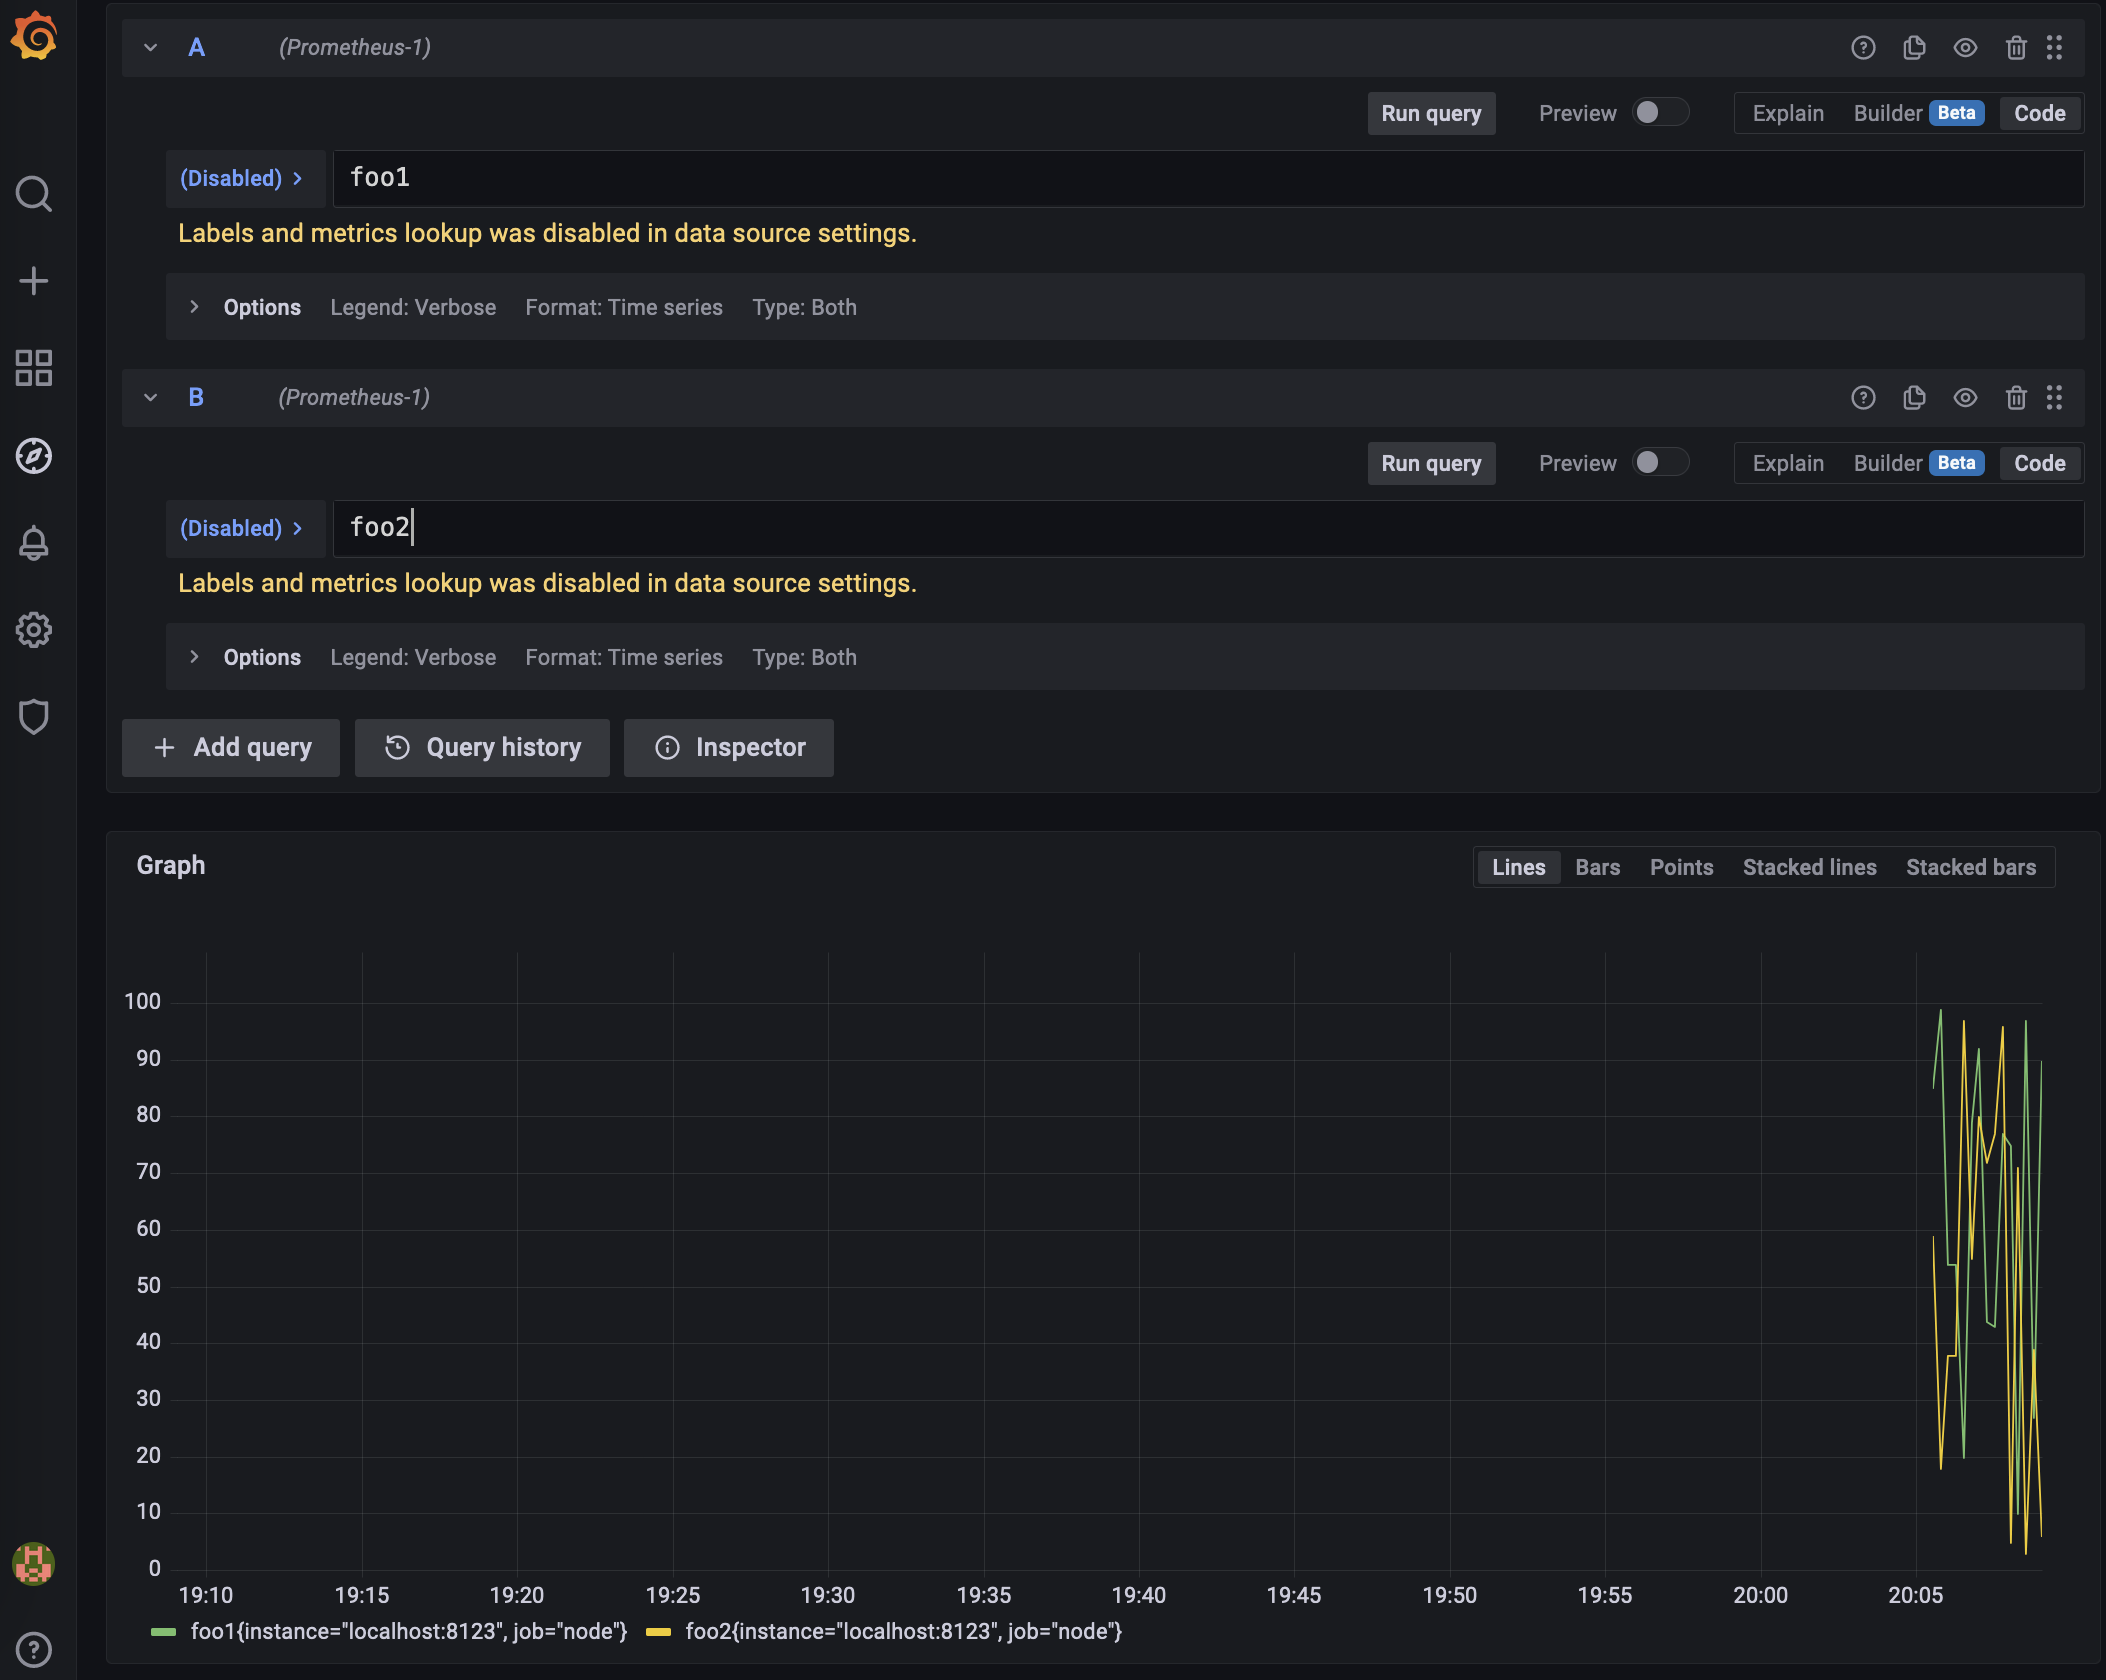 A (Prometheus-1)
Run query Preview Explain Builder Beta Code
(Disabled) > foo1
Labels and metrics lookup was disabled in data source settings.
> Options Legend: Verbose Format: Time series Type: Both
B (Prometheus-1)
Run query Preview Explain Builder Beta Code
(Disabled) > foo2
Labels and metrics lookup was disabled in data source settings.
> Options Legend: Verbose Format: Time series Type: Both
+ Add query Query history Inspector
Graph Lines Bars Points Stacked lines Stacked bars
100
90
80
70
60
50
40
30
20
10
0
19:10 19:15 19:20 19:25 19:30 19:35 19:40 19:45 19:50 19:55 20:00 20:05
foo1{instance="localhost:8123", job="node"} foo2{instance="localhost:8123", job="node"}